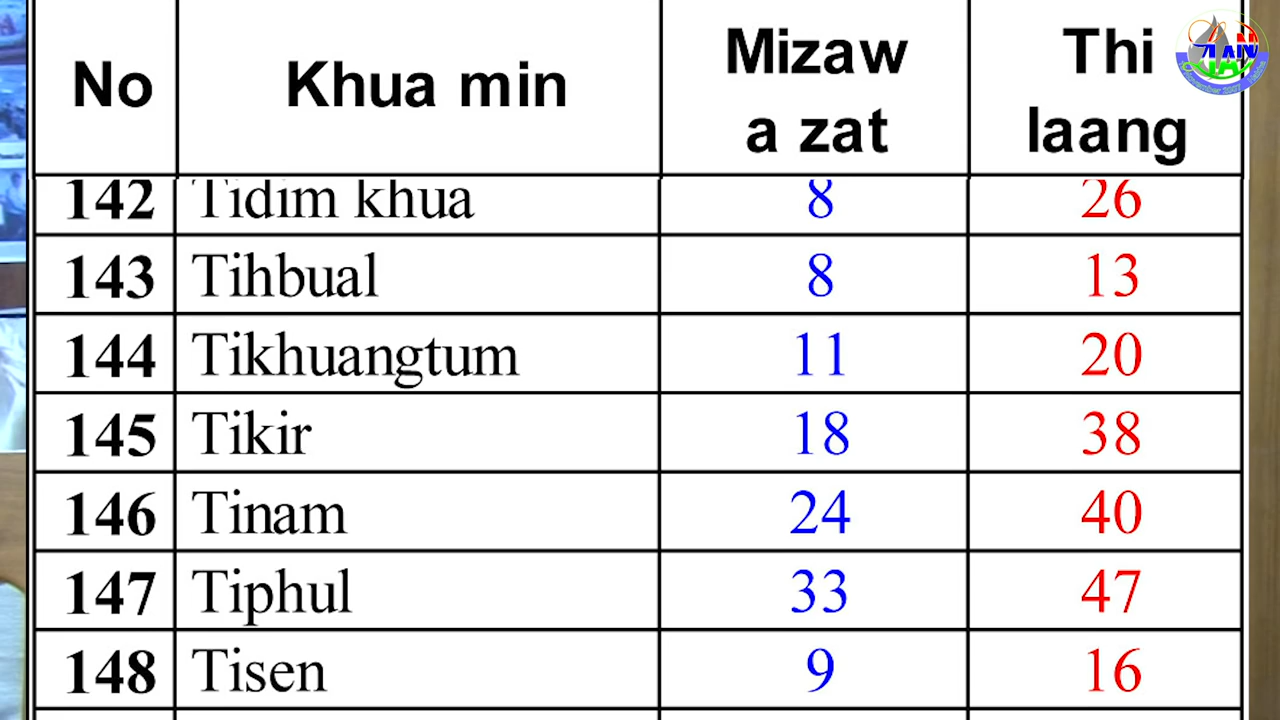 No Khua min Mizaw a zat Thi laang
142 Tidim khua 8 26
143 Tihbual 8 13
144 Tikhuangtum 11 20
145 Tikir 18 38
146 Tinam 24 40
147 Tiphul 33 47
148 Tisen 9 16